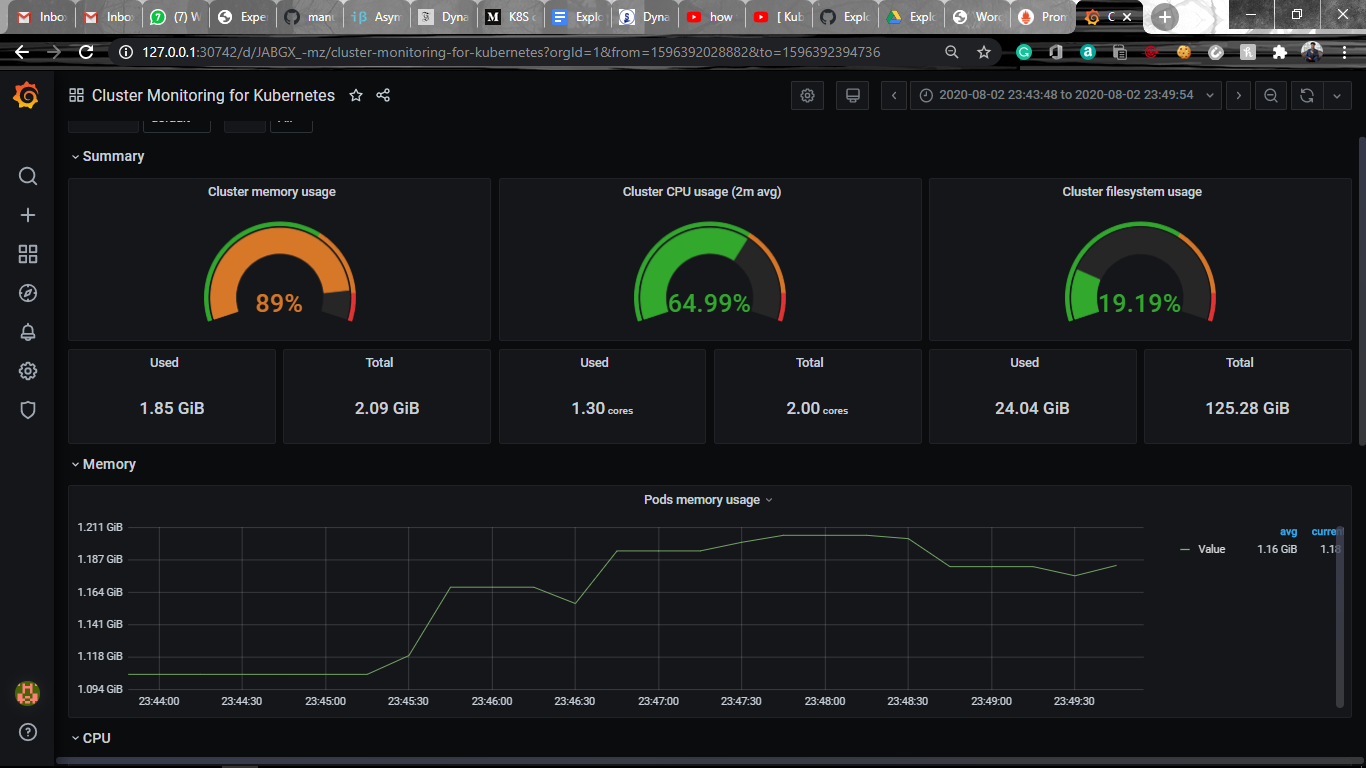 Inbo
Inbo
(7) W
Expe
man
Asym
Dyna
K8S
Explo
Dyna
how
[ Kub
Explo
Explo
Word
Pron
127.0.0.1:30742/d/JABGX_-mz/cluster-monitoring-for-kubernetes?orgId=1&from=1596392028882&to=1596392394736
Cluster Monitoring for Kubernetes
2020-08-02 23:43:48 to 2020-08-02 23:49:54
Summary
Cluster memory usage
Cluster CPU usage (2m avg)
Cluster filesystem usage
89%
64.99%
19.19%
Used
Total
Used
Total
Used
Total
1.85 GiB
2.09 GiB
1.30 cores
2.00 cores
24.04 GiB
125.28 GiB
Memory
Pods memory usage
1.211 GiB
1.187 GiB
1.164 GiB
1.141 GiB
1.118 GiB
1.094 GiB
23:44:00
23:44:30
23:45:00
23:45:30
23:46:00
23:46:30
23:47:00
23:47:30
23:48:00
23:48:30
23:49:00
23:49:30
avg
current
Value
1.16 GiB
1.18
CPU